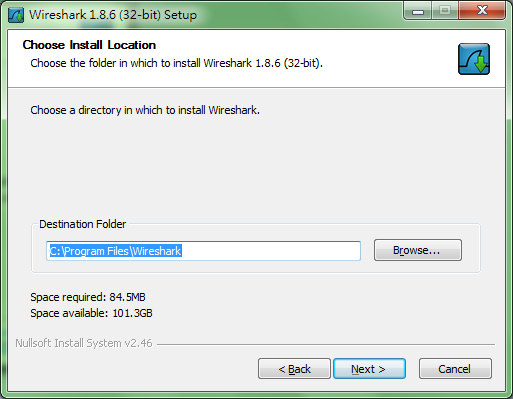 Wireshark 1.8.6 (32-bit) Setup
Choose Install Location
Choose the folder in which to install Wireshark 1.8.6 (32-bit).
Choose a directory in which to install Wireshark.
Destination Folder
C:\Program Files\Wireshark
Browse...
Space required: 84.5MB
Space available: 101.3GB
Nullsoft Install System v2.46
< Back
Next >
Cancel